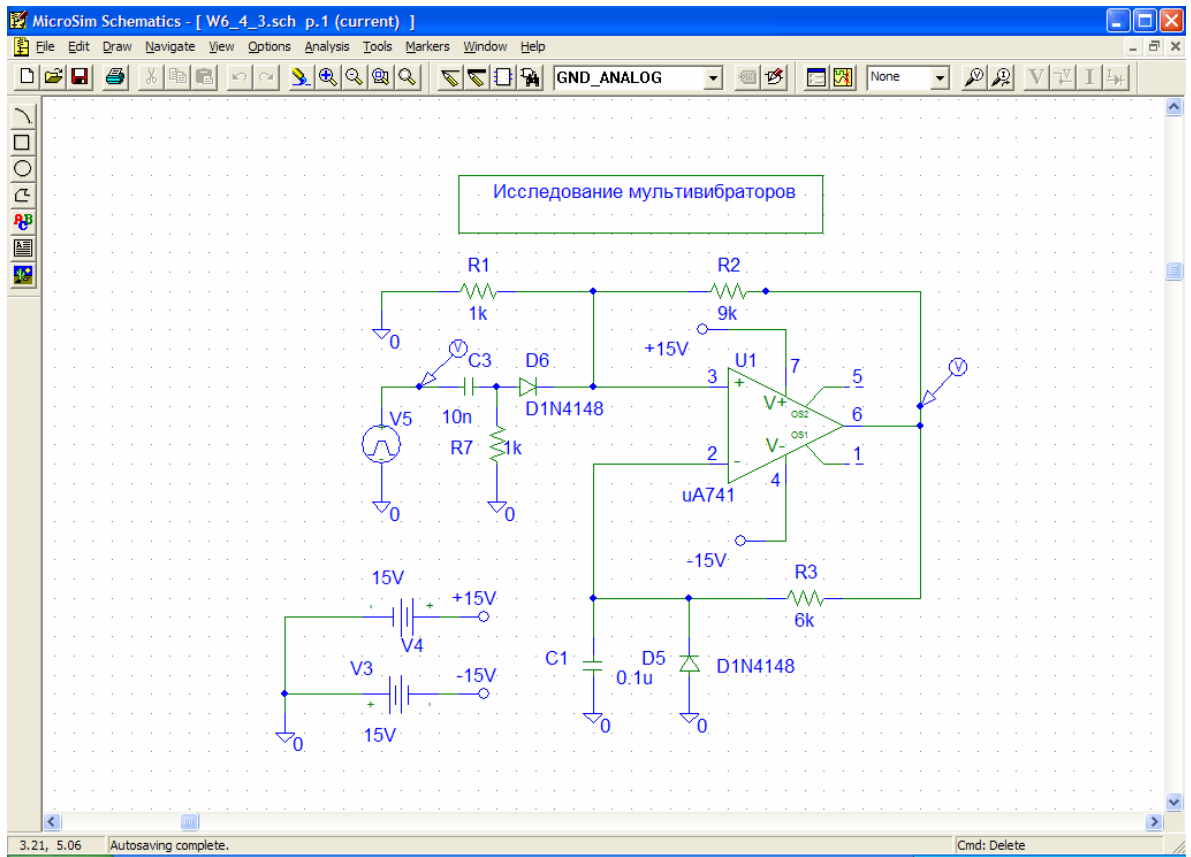 MicroSim Schematics - [ W6_4_3.sch p.1 (current) ]
File Edit Draw Navigate View Options Analysis Tools Markers Window Help
GND_ANALOG
None
Исследование мультивибраторов
R1
R2
1k
9k
0
+15V
C3
D6
U1
7
3
+
5
10n
D1N4148
V+
OS2
V5
6
R7
1k
V-
OS1
2
-
1
4
uA741
0
0
-15V
15V
R3
+15V
6k
V4
C1
D5
D1N4148
V3
-15V
0.1u
15V
0
0
0
3.21, 5.06 Autosaving complete. Cmd: Delete